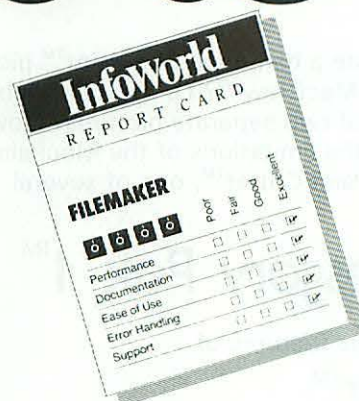 InfoWorld
REPORT CARD
FILEMAKER
Poor
Fair
Good
Excellent
Performance
Documentation
Ease of Use
Error Handling
Support